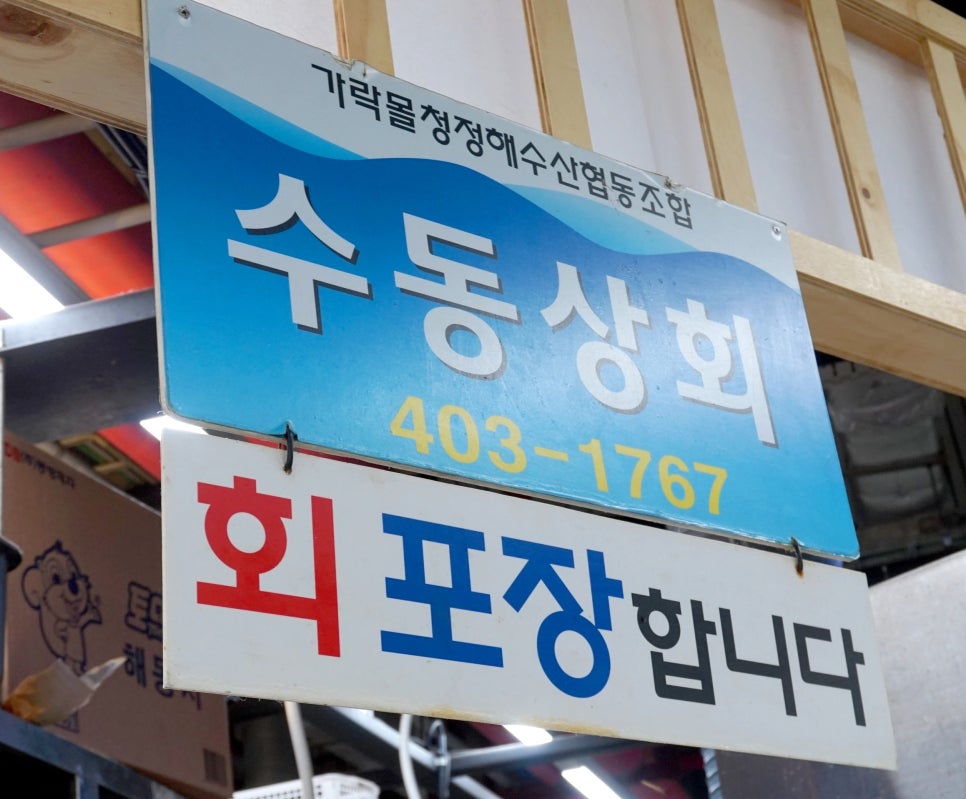 가락몰청정해수산협동조합
수동상회
403-1767
회 포장합니다